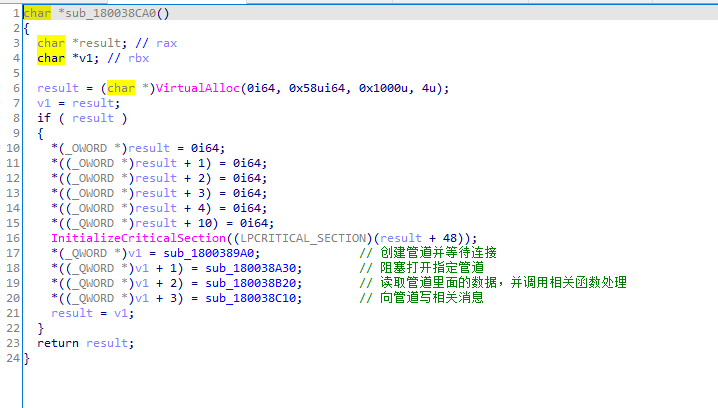 1 char *sub_180038CA0()
2 {
3   char *result; // rax
4   char *v1; // rbx
5
6   result = (char *)VirtualAlloc(0i64, 0x58ui64, 0x1000u, 4u);
7   v1 = result;
8   if ( result )
9   {
10     *(_OWORD *)result = 0i64;
11     *((_OWORD *)result + 1) = 0i64;
12     *((_OWORD *)result + 2) = 0i64;
13     *((_OWORD *)result + 3) = 0i64;
14     *((_OWORD *)result + 4) = 0i64;
15     *((_QWORD *)result + 10) = 0i64;
16     InitializeCriticalSection((LPCRITICAL_SECTION)(result + 48));
17     *(_QWORD *)v1 = sub_1800389A0;              // 创建管道并等待连接
18     *((_QWORD *)v1 + 1) = sub_180038A30;        // 阻塞打开指定管道
19     *((_QWORD *)v1 + 2) = sub_180038B20;        // 读取管道里面的数据，并调用相关函数处理
20     *((_QWORD *)v1 + 3) = sub_180038C10;        // 向管道写相关消息
21     result = v1;
22   }
23   return result;
24 }